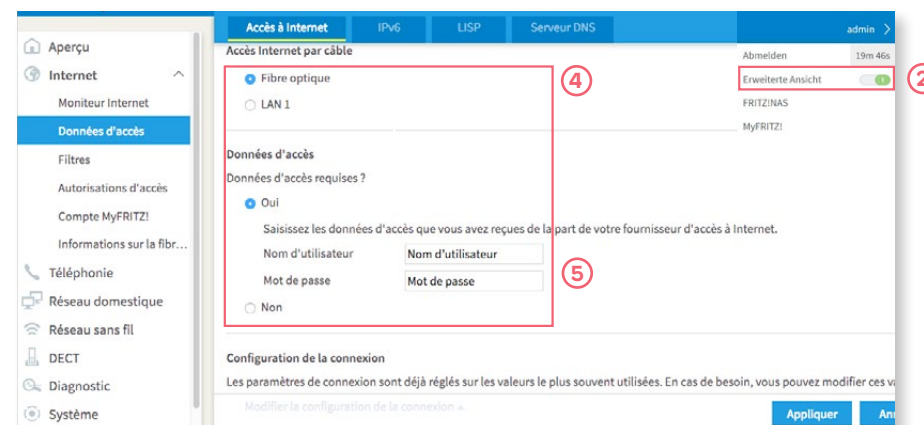 Accès à Internet IPv6 LISP Serveur DNS admin
Aperçu
Internet
Moniteur Internet
Données d'accès
Filtres
Autorisations d'accès
Compte MyFRITZ!
Informations sur la fibr...
Téléphonie
Réseau domestique
Réseau sans fil
DECT
Diagnostic
Système
Accès Internet par câble
Fibre optique
LAN 1
4
Données d'accès
Données d'accès requises ?
Oui
Saisissez les données d'accès que vous avez reçues de la part de votre fournisseur d'accès à Internet.
Nom d'utilisateur Nom d'utilisateur
Mot de passe Mot de passe
5
Non
Configuration de la connexion
Les paramètres de connexion sont déjà réglés sur les valeurs le plus souvent utilisées. En cas de besoin, vous pouvez modifier ces
Modifier la configuration de la connexion
Appliquer
Abmelden 19m 46s
Erweiterte Ansicht
2
FRITZ!NAS
MyFRITZ!